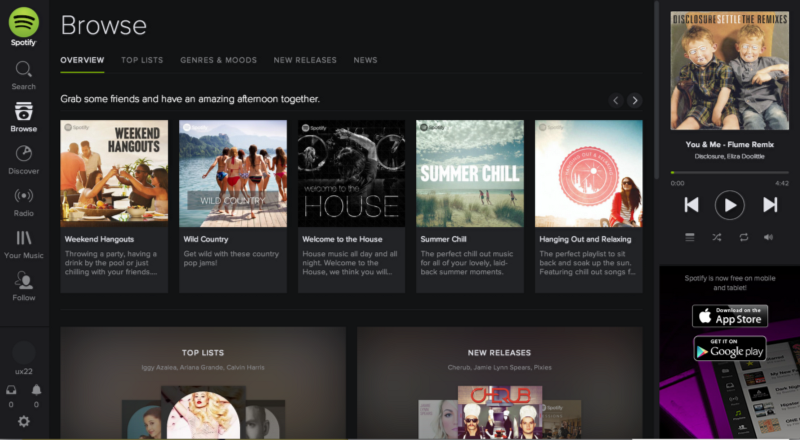 Spotify
Search
Browse
Discover
Radio
Your Music
Follow
ux22
0
0
Browse
OVERVIEW
TOP LISTS
GENRES & MOODS
NEW RELEASES
NEWS
Grab some friends and have an amazing afternoon together.
Spotify
WEEKEND
HANGOUTS
Weekend Hangouts
Throwing a party, having a
drink by the pool or just
chilling with your friends....
Spotify
WILD COUNTRY
Wild Country
Get wild with these country
pop jams!
Spotify
welcome to the
HOUSE
Welcome to the House
House music all day and all
night. Welcome to the
House, we think you will...
Spotify
SUMMER CHILL
Summer Chill
The perfect chill out music
for all of your lovely, laid-
back summer moments.
Spotify
Hanging Out and Relaxing
The perfect playlist to sit
back and soak up the sun.
Featuring chill out songs f...
TOP LISTS
Iggy Azalea, Ariana Grande, Calvin Harris
NEW RELEASES
Cherub, Jamie Lynn Spears, Pixies
CHERUB
Spotify
DISCLOSURE SETTLE THE REMIXES
You & Me - Flume Remix
Disclosure, Eliza Doolittle
0:00
4:42
Spotify is now free on mobile
and tablet!
Download on the
App Store
GET IT ON
Google play